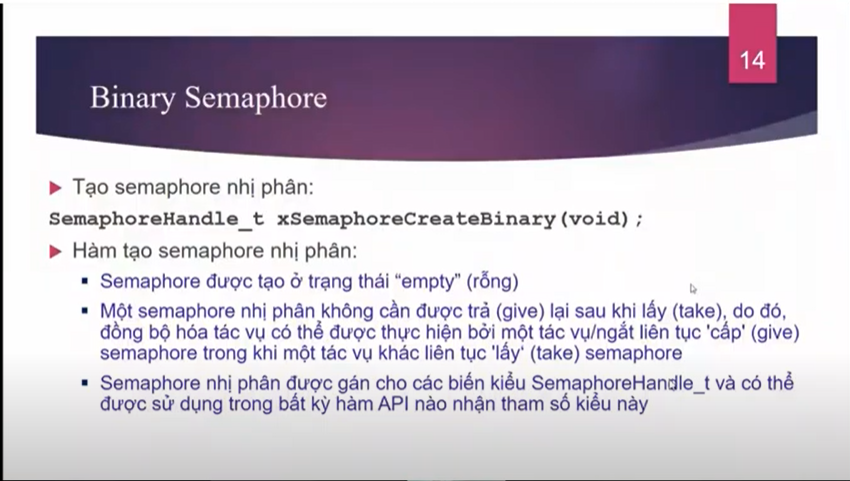 14
Binary Semaphore
Tạo semaphore nhị phân:
SemaphoreHandle_t xSemaphoreCreateBinary(void);
Hàm tạo semaphore nhị phân:
Semaphore được tạo ở trạng thái “empty” (rỗng)
Một semaphore nhị phân không cần được trả (give) lại sau khi lấy (take), do đó,
đồng bộ hóa tác vụ có thể được thực hiện bởi một tác vụ/ngắt liên tục 'cấp' (give)
semaphore trong khi một tác vụ khác liên tục 'lấy' (take) semaphore
Semaphore nhị phân được gán cho các biến kiểu SemaphoreHandle_t và có thể
được sử dụng trong bất kỳ hàm API nào nhận tham số kiểu này